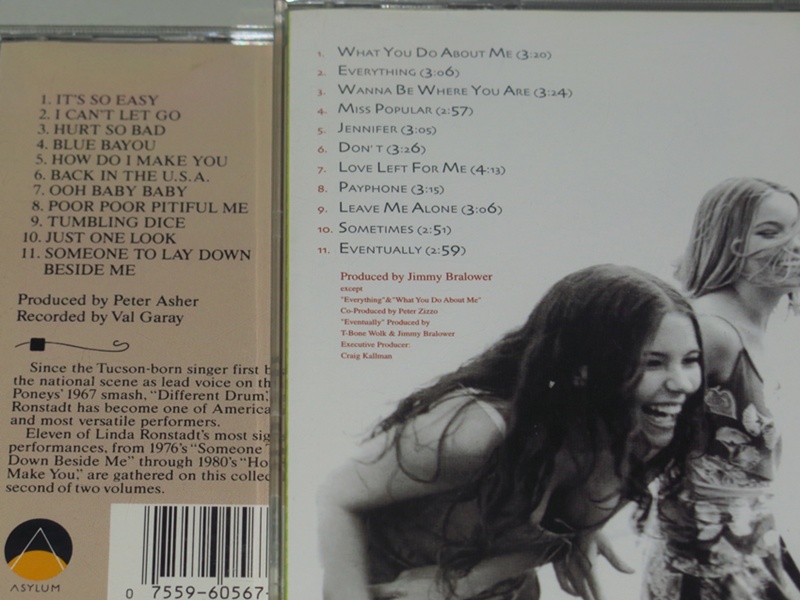 1. IT'S SO EASY
2. I CAN'T LET GO
3. HURT SO BAD
4. BLUE BAYOU
5. HOW DO I MAKE YOU
6. BACK IN THE U.S.A.
7. OOH BABY BABY
8. POOR POOR PITIFUL ME
9. TUMBLING DICE
10. JUST ONE LOOK
11. SOMEONE TO LAY DOWN
BESIDE ME
Produced by Peter Asher
Recorded by Val Garay
Since the Tucson-born singer first
the national scene as lead voice on
Poneys' 1967 smash, "Different Drum,"
Ronstadt has become one of America
and most versatile performers.
Eleven of Linda Ronstadt's most
performances, from 1976's "Someone
Down Beside Me" through 1980's "How
Make You," are gathered on this
second of two volumes.
ASYLUM
0 7559-60567-
1. WHAT YOU DO ABOUT ME (3:20)
2. EVERYTHING (3:06)
3. WANNA BE WHERE YOU ARE (3:24)
4. MISS POPULAR (2:57)
5. JENNIFER (3:05)
6. DON'T (3:26)
7. LOVE LEFT FOR ME (4:13)
8. PAYPHONE (3:15)
9. LEAVE ME ALONE (3:06)
10. SOMETIMES (2:51)
11. EVENTUALLY (2:59)
Produced by Jimmy Bralower
except
"Everything"&"What You Do About Me"
Co-Produced by Peter Zizzo
"Eventually" Produced by
T-Bone Wolk & Jimmy Bralower
Executive Producer:
Craig Kallman